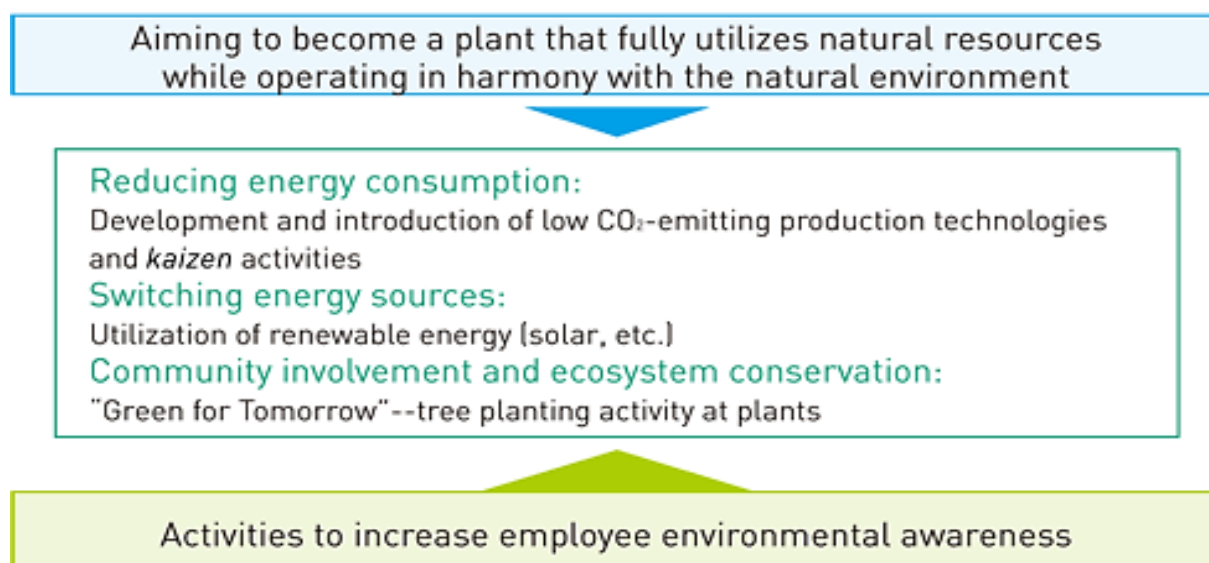 Aiming to become a plant that fully utilizes natural resources
while operating in harmony with the natural environment
Reducing energy consumption:
Development and introduction of low CO₂-emitting production technologies
and kaizen activities
Switching energy sources:
Utilization of renewable energy (solar, etc.)
Community involvement and ecosystem conservation:
"Green for Tomorrow"--tree planting activity at plants
Activities to increase employee environmental awareness